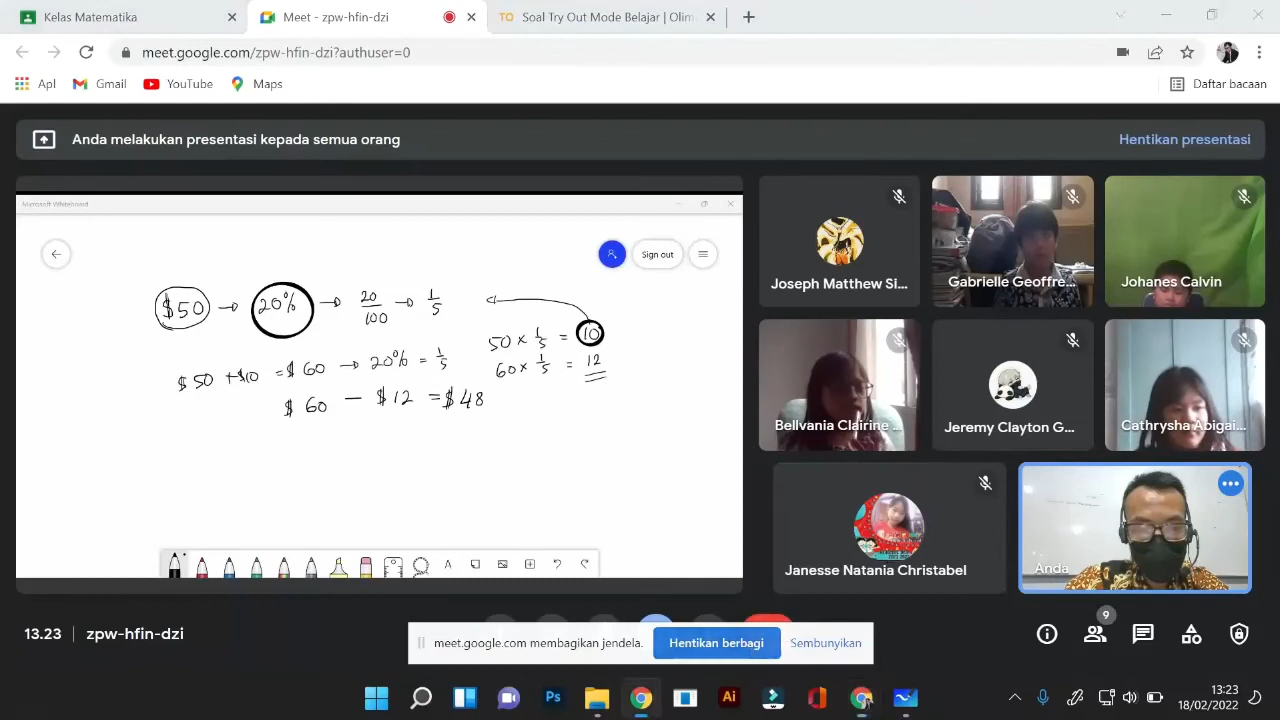 Kelas Matematika
Meet - zpw-hfin-dzi
TQ Soal Try Out Mode Belajar | Olim
meet.google.com/zpw-hfin-dzi?authuser=0
Apl Gmail YouTube Maps Daftar bacaan
Anda melakukan presentasi kepada semua orang Hentikan presentasi
Microsoft Whiteboard
Sign out
$50 → 20% → 20/100 → 1/5
50 × 1/5 = 10
$50 + $10 = $60 → 20% = 1/5
60 × 1/5 = 12
$60 — $12 = $48
A
Joseph Matthew Si...
Gabrielle Geoffre...
Johanes Calvin
Bellvania Clairine ...
Jeremy Clayton G...
Cathrysha Abigai...
Janesse Natania Christabel
Anda
13.23 | zpw-hfin-dzi
meet.google.com membagikan jendela. Hentikan berbagi Sembunyikan
9
Ps Ai
13:23
18/02/2022